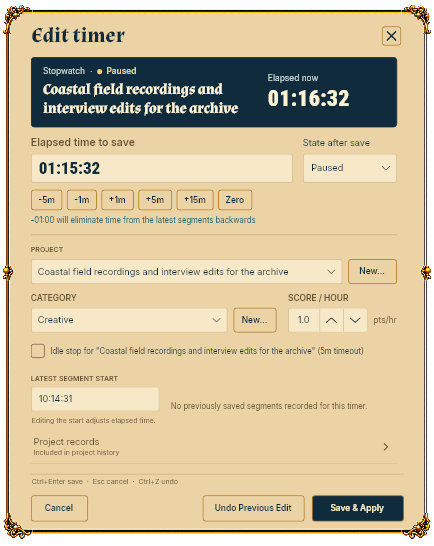 Edit timer
Stopwatch · Paused
Coastal field recordings and
interview edits for the archive
Elapsed now
01:16:32
Elapsed time to save
State after save
01:15:32
Paused
-5m
-1m
+1m
+5m
+15m
Zero
-01:00 will eliminate time from the latest segments backwards
PROJECT
Coastal field recordings and interview edits for the archive
New...
CATEGORY
SCORE / HOUR
Creative
New...
1.0
pts/hr
Idle stop for "Coastal field recordings and interview edits for the archive" (5m timeout)
LATEST SEGMENT START
10:14:31
No previously saved segments recorded for this timer.
Editing the start adjusts elapsed time.
Project records
Included in project history
Ctrl+Enter save · Esc cancel · Ctrl+Z undo
Cancel
Undo Previous Edit
Save & Apply